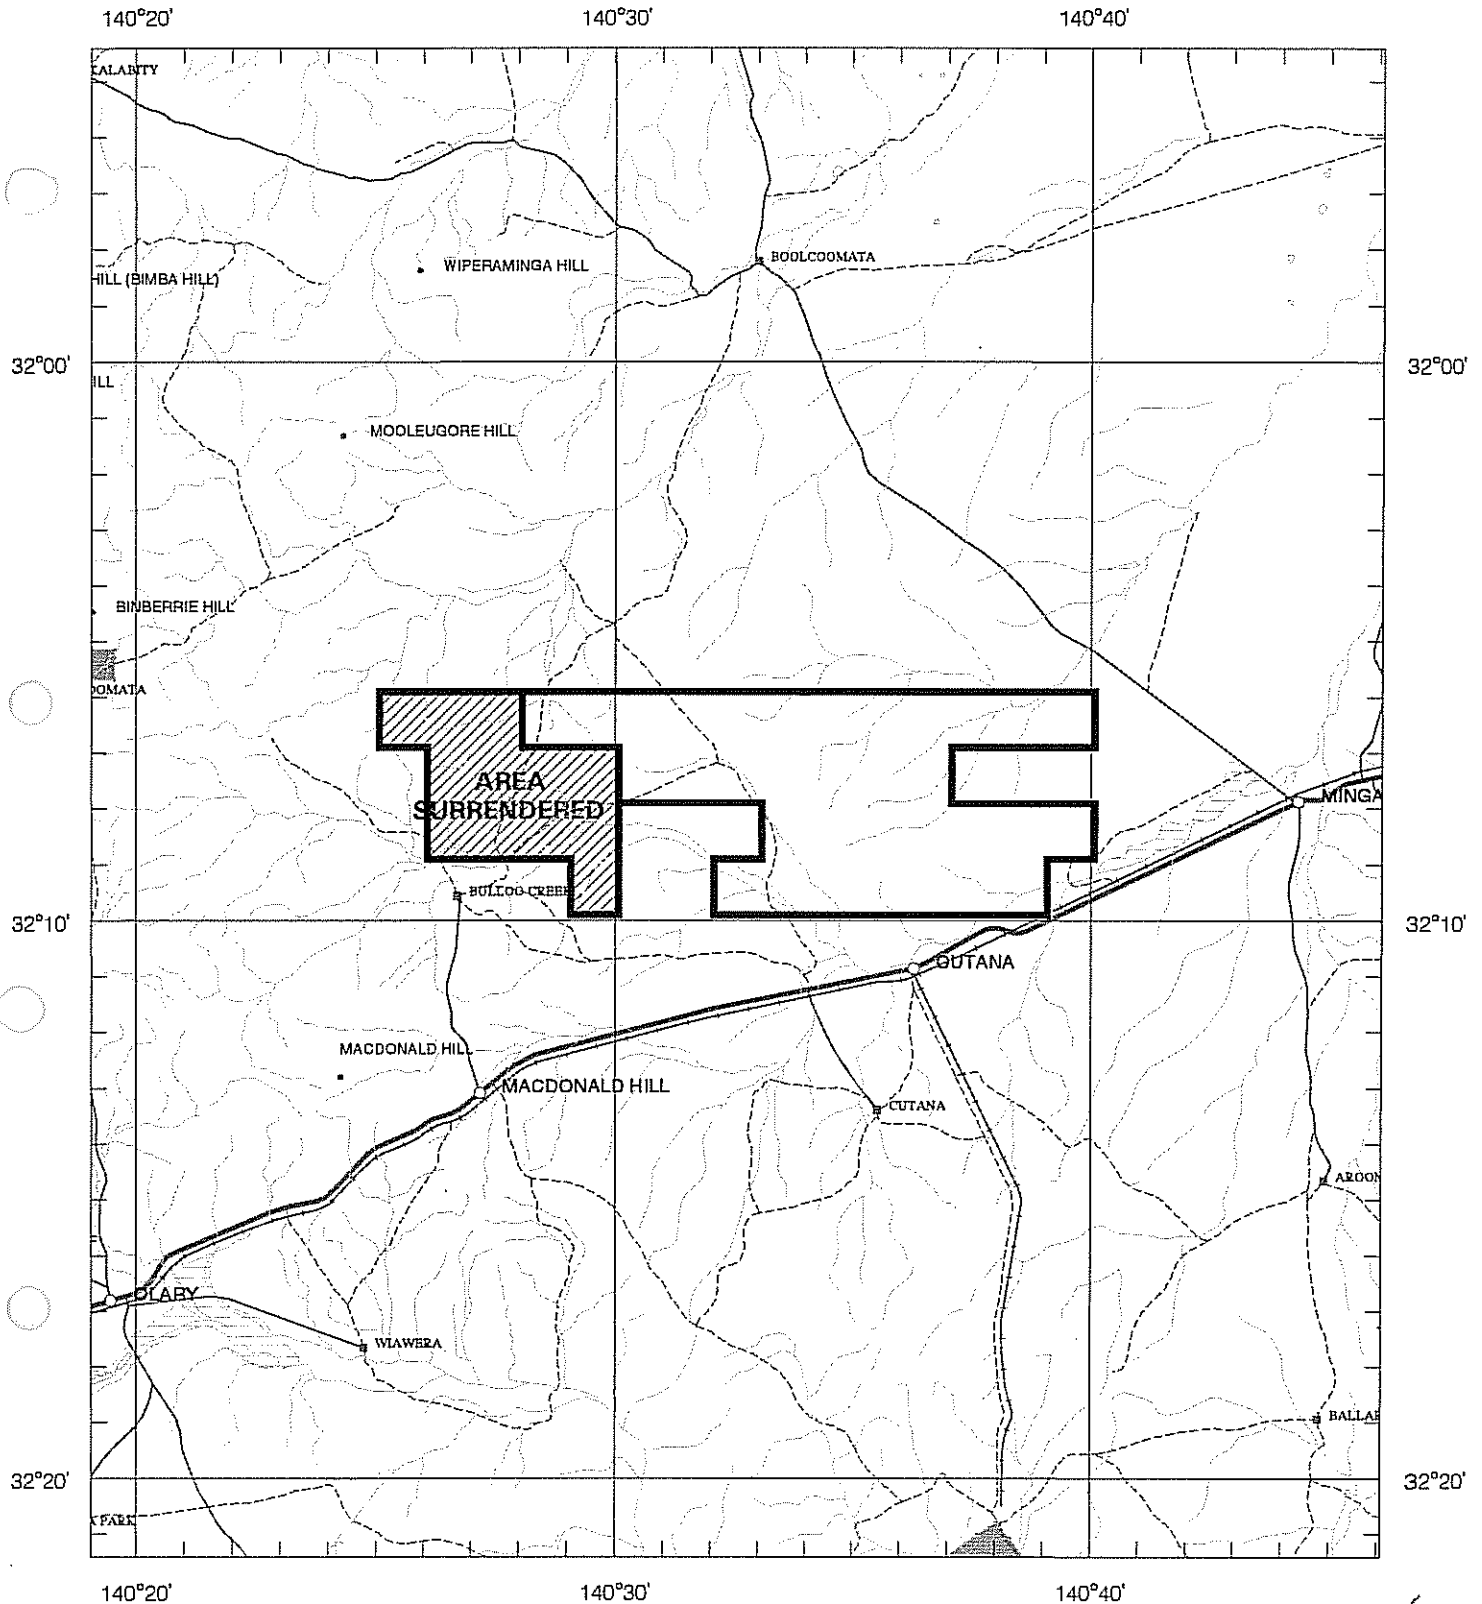 140°20' 140°30' 140°40'
KALABITY
WIPERAMINGA HILL
BOOLCOOMATA
HILL (BIMBA HILL)
32°00' 32°00'
ILL
MOOLEUGORE HILL
BINBERRIE HILL
OOMATA
AREA
SURRENDERED
MINGA
BULLOO CREEK
32°10' 32°10'
OUTANA
MACDONALD HILL
MACDONALD HILL
CUTANA
AROON
OLARY
WIAWERA
BALLAR
32°20' 32°20'
PARK
140°20' 140°30' 140°40'